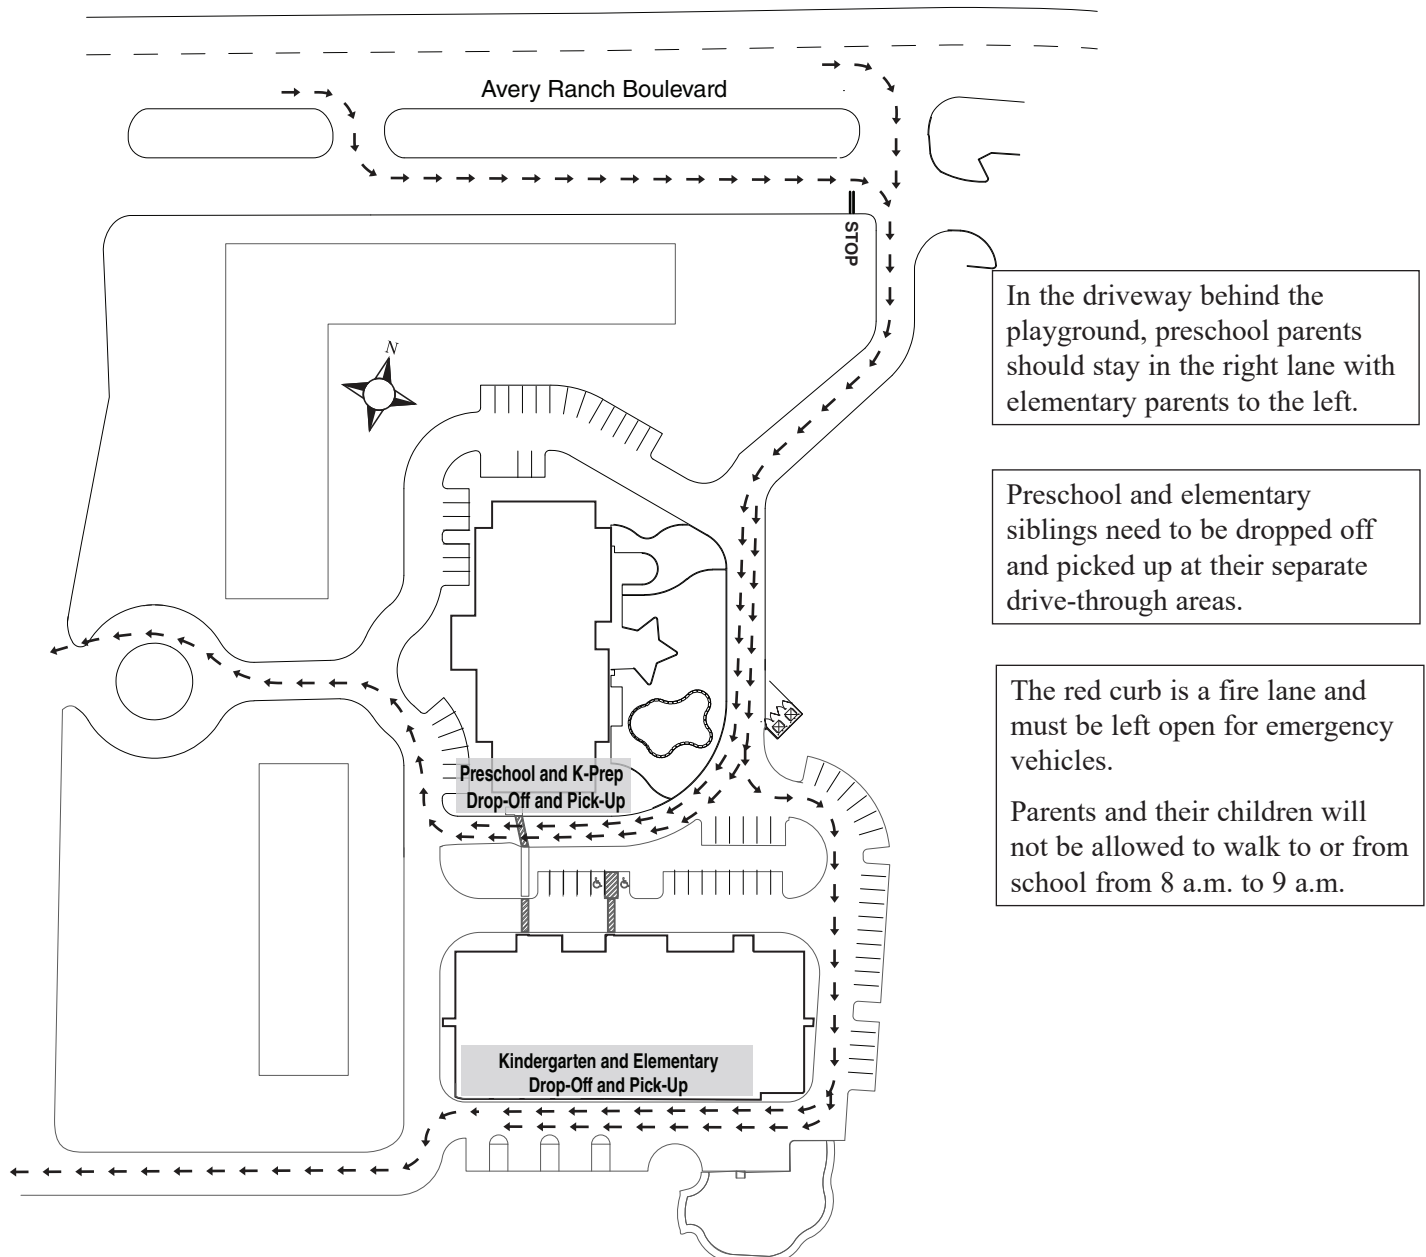 Avery Ranch Boulevard
STOP
N
In the driveway behind the
playground, preschool parents
should stay in the right lane with
elementary parents to the left.
Preschool and elementary
siblings need to be dropped off
and picked up at their separate
drive-through areas.
The red curb is a fire lane and
must be left open for emergency
vehicles.
Parents and their children will
not be allowed to walk to or from
school from 8 a.m. to 9 a.m.
Preschool and K-Prep
Drop-Off and Pick-Up
Kindergarten and Elementary
Drop-Off and Pick-Up